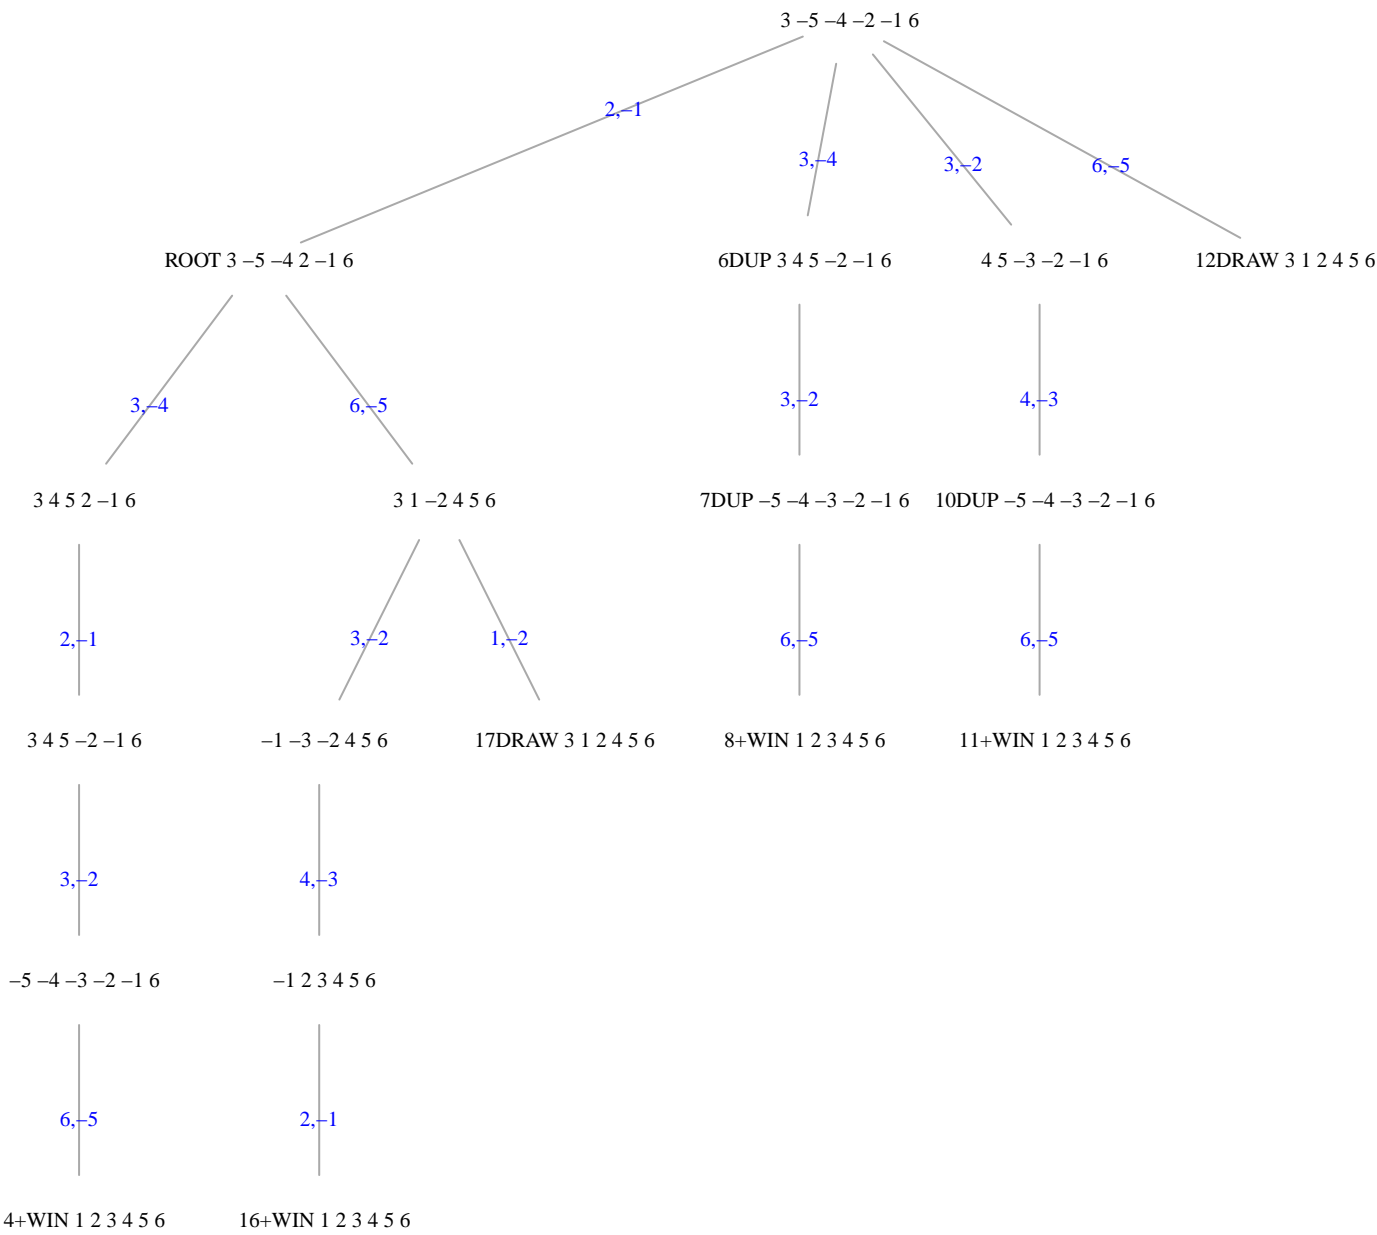 3 –5 –4 –2 –1 6
2,–1
3,–4
3,–2
6,–5
ROOT 3 –5 –4 2 –1 6
6DUP 3 4 5 –2 –1 6
4 5 –3 –2 –1 6
12DRAW 3 1 2 4 5 6
3,–4
6,–5
3,–2
4,–3
3 4 5 2 –1 6
3 1 –2 4 5 6
7DUP –5 –4 –3 –2 –1 6
10DUP –5 –4 –3 –2 –1 6
2,–1
3,–2
1,–2
6,–5
6,–5
3 4 5 –2 –1 6
–1 –3 –2 4 5 6
17DRAW 3 1 2 4 5 6
8+WIN 1 2 3 4 5 6
11+WIN 1 2 3 4 5 6
3,–2
4,–3
–5 –4 –3 –2 –1 6
–1 2 3 4 5 6
6,–5
2,–1
4+WIN 1 2 3 4 5 6
16+WIN 1 2 3 4 5 6